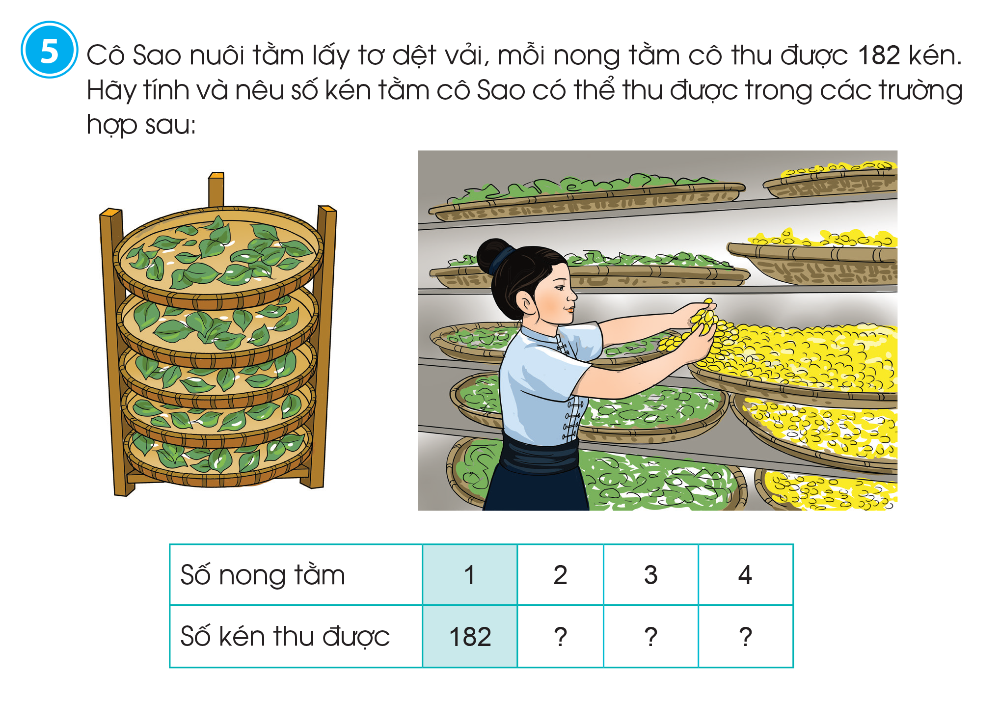 5
Cô Sao nuôi tằm lấy tơ dệt vải, mỗi nong tằm cô thu được 182 kén.
Hãy tính và nêu số kén tằm cô Sao có thể thu được trong các trường
hợp sau:
Số nong tằm 1 2 3 4
Số kén thu được 182 ? ? ?